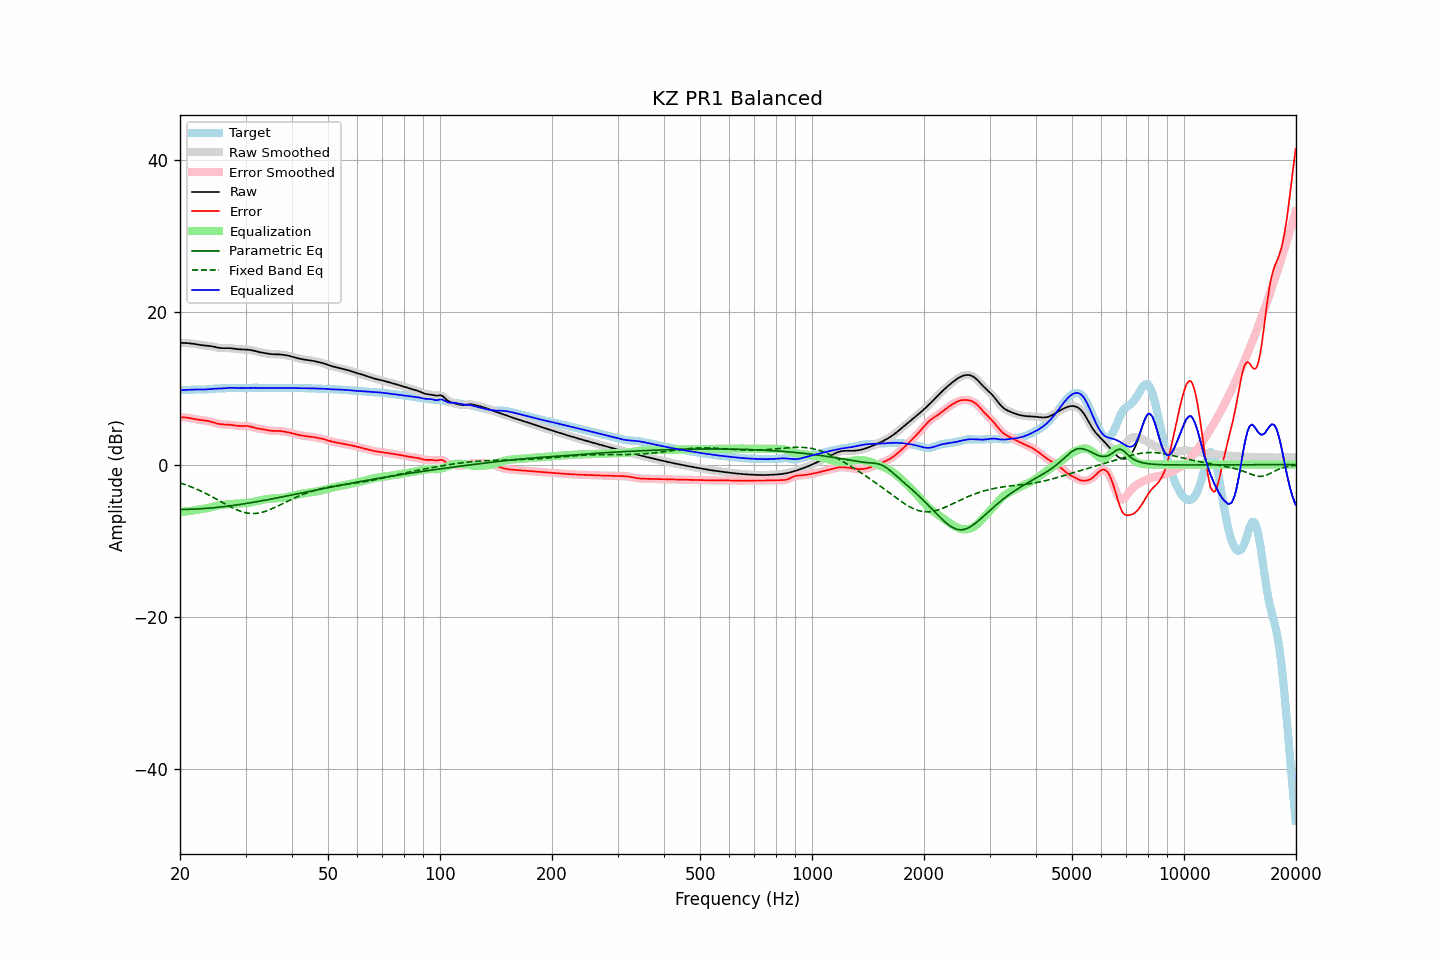 KZ PR1 Balanced
Target
Raw Smoothed
Error Smoothed
Raw
Error
Equalization
Parametric Eq
Fixed Band Eq
Equalized
Amplitude (dBr)
40
20
0
−20
−40
20 50 100 200 500 1000 2000 5000 10000 20000
Frequency (Hz)